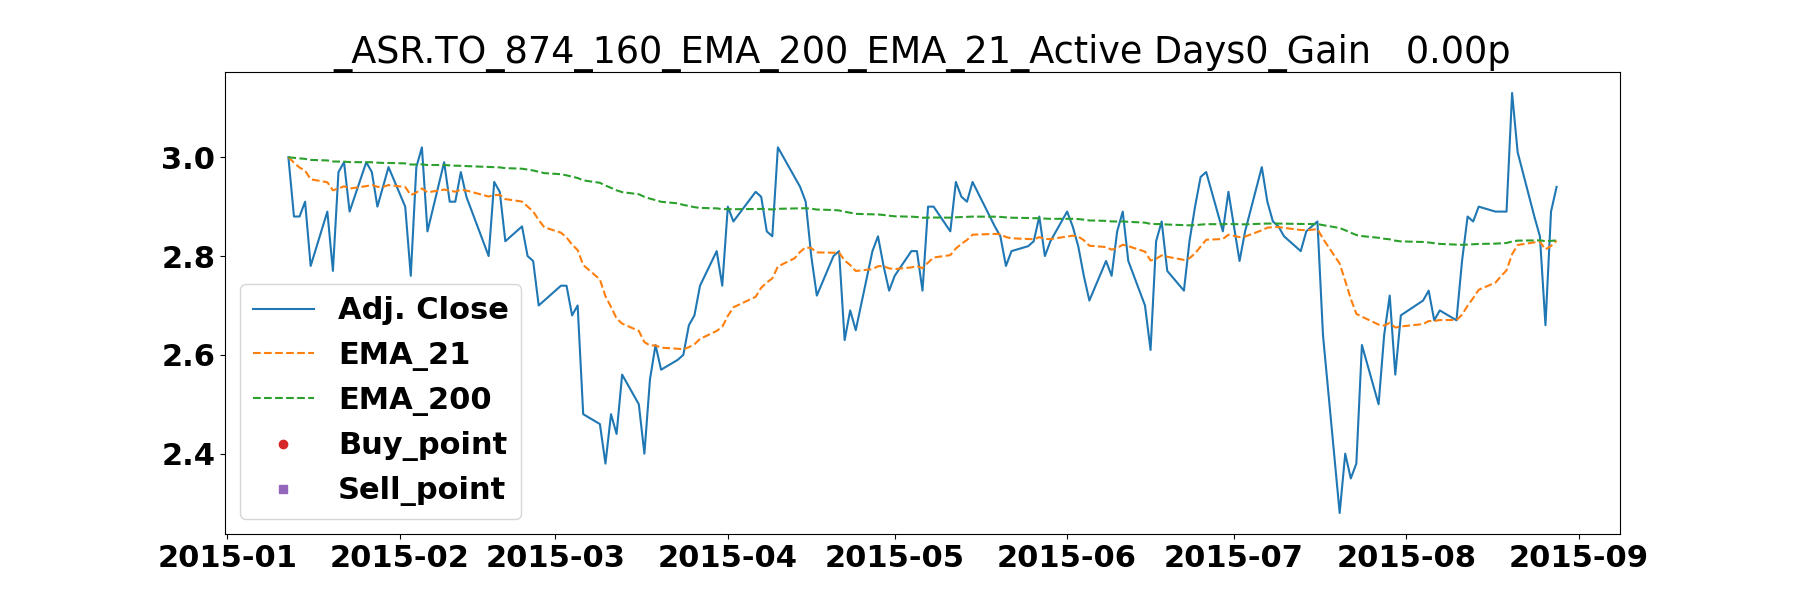 _ASR.TO_874_160_EMA_200_EMA_21_Active Days0_Gain   0.00p
3.0
2.8
2.6
2.4
Adj. Close
EMA_21
EMA_200
Buy_point
Sell_point
2015-01 2015-02 2015-03 2015-04 2015-05 2015-06 2015-07 2015-08 2015-09